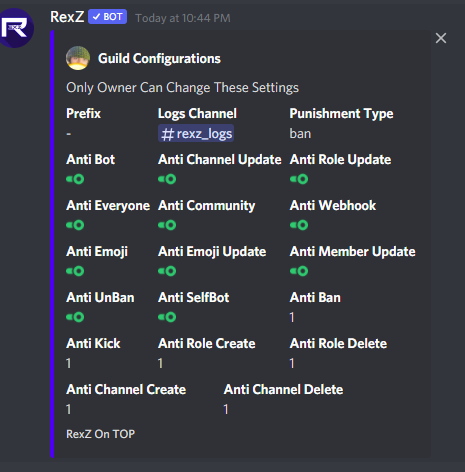 RexZ ✓ BOT Today at 10:44 PM
Guild Configurations
Only Owner Can Change These Settings
Prefix Logs Channel Punishment Type
- # rexz_logs ban
Anti Bot Anti Channel Update Anti Role Update
Anti Everyone Anti Community Anti Webhook
Anti Emoji Anti Emoji Update Anti Member Update
Anti UnBan Anti SelfBot Anti Ban
1
Anti Kick Anti Role Create Anti Role Delete
1 1 1
Anti Channel Create Anti Channel Delete
1 1
RexZ On TOP